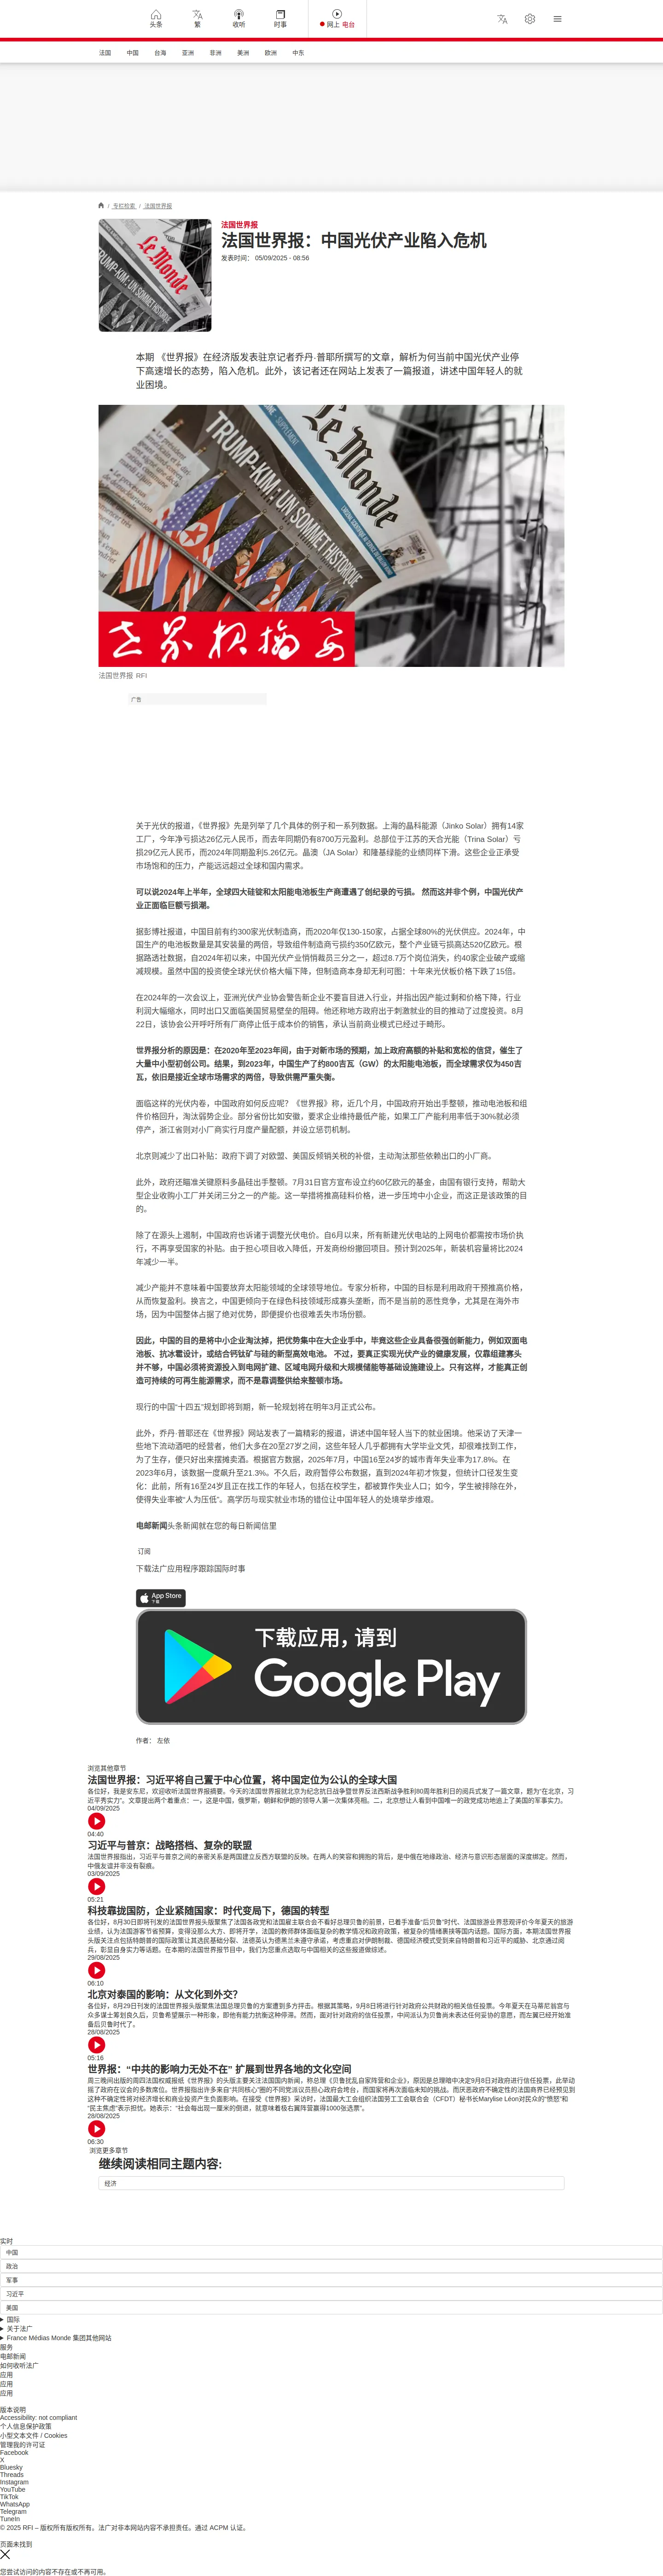 头条
繁
收听
时事
网上 电台
法国
中国
台海
亚洲
非洲
美洲
欧洲
中东
/ 专栏检索 / 法国世界报
法国世界报
法国世界报：中国光伏产业陷入危机
发表时间： 05/09/2025 - 08:56
本期 《世界报》在经济版发表驻京记者乔丹·普耶所撰写的文章，解析为何当前中国光伏产业停
下高速增长的态势，陷入危机。此外，该记者还在网站上发表了一篇报道，讲述中国年轻人的就
业困境。
Le Monde
TRUMP-KIM: UN SOMMET HISTORIQUE
世界报摘要
法国世界报 RFI
广告
关于光伏的报道，《世界报》先是列举了几个具体的例子和一系列数据。上海的晶科能源（Jinko Solar）拥有14家
工厂，今年净亏损达26亿元人民币，而去年同期仍有8700万元盈利。总部位于江苏的天合光能（Trina Solar）亏
损29亿元人民币，而2024年同期盈利5.26亿元。晶澳（JA Solar）和隆基绿能的业绩同样下滑。这些企业正承受
市场饱和的压力，产能远远超过全球和国内需求。
可以说2024年上半年，全球四大硅锭和太阳能电池板生产商遭遇了创纪录的亏损。 然而这并非个例，中国光伏产
业正面临巨额亏损潮。
据彭博社报道，中国目前有约300家光伏制造商，而2020年仅130-150家，占据全球80%的光伏供应。2024年，中
国生产的电池板数量是其安装量的两倍，导致组件制造商亏损约350亿欧元，整个产业链亏损高达520亿欧元。根
据路透社数据，自2024年初以来，中国光伏产业悄悄裁员三分之一，超过8.7万个岗位消失，约40家企业破产或缩
减规模。虽然中国的投资使全球光伏价格大幅下降，但制造商本身却无利可图：十年来光伏板价格下跌了15倍。
在2024年的一次会议上，亚洲光伏产业协会警告新企业不要盲目进入行业，并指出因产能过剩和价格下降，行业
利润大幅缩水，同时出口又面临美国贸易壁垒的阻碍。他还称地方政府出于刺激就业的目的推动了过度投资。8月
22日，该协会公开呼吁所有厂商停止低于成本价的销售，承认当前商业模式已经过于畸形。
世界报分析的原因是：在2020年至2023年间，由于对新市场的预期，加上政府高额的补贴和宽松的信贷，催生了
大量中小型初创公司。结果，到2023年，中国生产了约800吉瓦（GW）的太阳能电池板，而全球需求仅为450吉
瓦，依旧是接近全球市场需求的两倍，导致供需严重失衡。
面临这样的光伏内卷，中国政府如何反应呢？《世界报》称，近几个月，中国政府开始出手整顿，推动电池板和组
件价格回升，淘汰弱势企业。部分省份比如安徽，要求企业维持最低产能，如果工厂产能利用率低于30%就必须
停产，浙江省则对小厂商实行月度产量配额，并设立惩罚机制。
北京则减少了出口补贴：政府下调了对欧盟、美国反倾销关税的补偿，主动淘汰那些依赖出口的小厂商。
此外，政府还瞄准关键原料多晶硅出手整顿。7月31日官方宣布设立约60亿欧元的基金，由国有银行支持，帮助大
型企业收购小工厂并关闭三分之一的产能。这一举措将推高硅料价格，进一步压垮中小企业，而这正是该政策的目
的。
除了在源头上遏制，中国政府也诉诸于调整光伏电价。自6月以来，所有新建光伏电站的上网电价都需按市场价执
行，不再享受国家的补贴。由于担心项目收入降低，开发商纷纷撤回项目。预计到2025年，新装机容量将比2024
年减少一半。
减少产能并不意味着中国要放弃太阳能领域的全球领导地位。专家分析称，中国的目标是利用政府干预推高价格，
从而恢复盈利。换言之，中国更倾向于在绿色科技领域形成寡头垄断，而不是当前的恶性竞争，尤其是在海外市
场，因为中国整体占据了绝对优势，即便提价也很难丢失市场份额。
因此，中国的目的是将中小企业淘汰掉，把优势集中在大企业手中，毕竟这些企业具备很强创新能力，例如双面电
池板、抗冰雹设计，或结合钙钛矿与硅的新型高效电池。 不过，要真正实现光伏产业的健康发展，仅靠组建寡头
并不够，中国必须将资源投入到电网扩建、区域电网升级和大规模储能等基础设施建设上。只有这样，才能真正创
造可持续的可再生能源需求，而不是靠调整供给来整顿市场。
现行的中国“十四五”规划即将到期，新一轮规划将在明年3月正式公布。
此外，乔丹·普耶还在《世界报》网站发表了一篇精彩的报道，讲述中国年轻人当下的就业困境。他采访了天津一
些地下流动酒吧的经营者，他们大多在20至27岁之间，这些年轻人几乎都拥有大学毕业文凭，却很难找到工作，
为了生存，便只好出来摆摊卖酒。根据官方数据，2025年7月，中国16至24岁的城市青年失业率为17.8%。在
2023年6月，该数据一度飙升至21.3%。不久后，政府暂停公布数据，直到2024年初才恢复，但统计口径发生变
化：此前，所有16至24岁且正在找工作的年轻人，包括在校学生，都被算作失业人口；如今，学生被排除在外，
使得失业率被“人为压低”。高学历与现实就业市场的错位让中国年轻人的处境举步维艰。
电邮新闻头条新闻就在您的每日新闻信里
订阅
下载法广应用程序跟踪国际时事
App Store
下载
下载应用，请到
Google Play
作者： 左依
浏览其他章节
法国世界报：习近平将自己置于中心位置，将中国定位为公认的全球大国
各位好，我是安东尼，欢迎收听法国世界报摘要。今天的法国世界报就北京为纪念抗日战争暨世界反法西斯战争胜利80周年胜利日的阅兵式发了一篇文章，题为“在北京，习
近平秀实力”。文章提出两个着重点：一，这是中国，俄罗斯，朝鲜和伊朗的领导人第一次集体亮相。二，北京想让人看到中国唯一的政党成功地追上了美国的军事实力。
04/09/2025
04:40
习近平与普京：战略搭档、复杂的联盟
法国世界报指出，习近平与普京之间的亲密关系是两国建立反西方联盟的反映。在两人的笑容和拥抱的背后，是中俄在地缘政治、经济与意识形态层面的深度绑定。然而，
中俄友谊并非没有裂痕。
03/09/2025
05:21
科技靠拢国防，企业紧随国家：时代变局下，德国的转型
各位好，8月30日即将刊发的法国世界报头版聚焦了法国各政党和法国雇主联合会不看好总理贝鲁的前景，已着手准备“后贝鲁”时代、法国旅游业界悲观评价今年夏天的旅游
业绩，认为法国游客节省预算，变得没那么大方、即将开学，法国的教师群体面临复杂的教学情况和政府政策，被复杂的情绪裹挟等国内话题。国际方面，本期法国世界报
头版关注点包括特朗普的国际政策让其选民基础分裂、法德英认为德黑兰未遵守承诺，考虑重启对伊朗制裁、德国经济模式受到来自特朗普和习近平的威胁、北京通过阅
兵，彰显自身实力等话题。在本期的法国世界报节目中，我们为您重点选取与中国相关的这些报道做综述。
29/08/2025
06:10
北京对泰国的影响：从文化到外交?
各位好，8月29日刊发的法国世界报头版聚焦法国总理贝鲁的方案遭到多方抨击。根据其策略，9月8日将进行针对政府公共财政的相关信任投票。今年夏天在马蒂尼翁宫与
众多谋士筹划良久后，贝鲁希望展示一种形象，即他有能力抗衡这种停滞。然而，面对针对政府的信任投票，中间派认为贝鲁尚未表达任何妥协的意愿，而左翼已经开始准
备后贝鲁时代了。
28/08/2025
05:16
世界报：“中共的影响力无处不在” 扩展到世界各地的文化空间
周三晚间出版的周四法国权威报纸《世界报》的头版主要关注法国国内新闻，称总理《贝鲁扰乱自家阵营和企业》，原因是总理暗中决定9月8日对政府进行信任投票，此举动
摇了政府在议会的多数席位。世界报指出许多来自“共同核心”圈的不同党派议员担心政府会垮台，而国家将再次面临未知的挑战。而厌恶政府不确定性的法国商界已经预见到
这种不确定性将对经济增长和商业投资产生负面影响。在接受《世界报》采访时，法国最大工会组织法国劳工工会联合会（CFDT）秘书长Marylise Léon对民众的“愤怒”和
“民主焦虑”表示担忧。她表示：“社会每出现一厘米的倒退，就意味着极右翼阵营赢得1000张选票”。
28/08/2025
06:30
浏览更多章节
继续阅读相同主题内容:
经济
实时
中国
政治
军事
习近平
美国
国际
关于法广
France Médias Monde 集团其他网站
服务
电邮新闻
如何收听法广
应用
应用
应用
版本说明
Accessibility: not compliant
个人信息保护政策
小型文本文件 / Cookies
管理我的许可证
Facebook
X
Bluesky
Threads
Instagram
YouTube
TikTok
WhatsApp
Telegram
TuneIn
© 2025 RFI – 版权所有版权所有。法广对非本网站内容不承担责任。通过 ACPM 认证。
页面未找到
您尝试访问的内容不存在或不再可用。